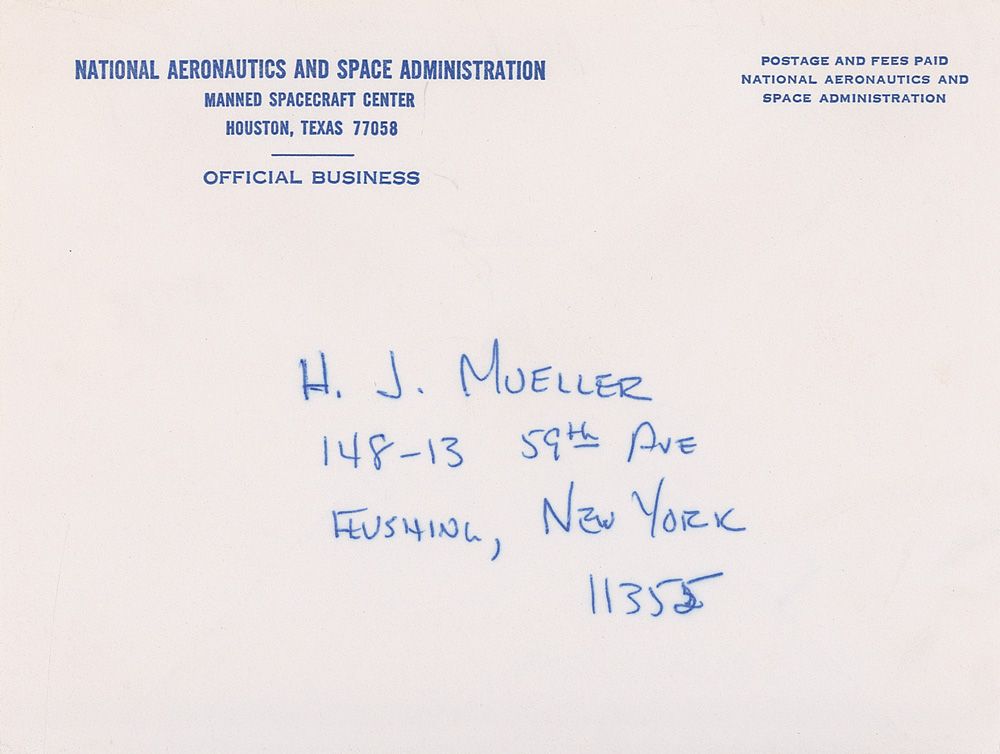 NATIONAL AERONAUTICS AND SPACE ADMINISTRATION
MANNED SPACECRAFT CENTER
HOUSTON, TEXAS 77058
OFFICIAL BUSINESS
POSTAGE AND FEES PAID
NATIONAL AERONAUTICS AND
SPACE ADMINISTRATION
H. J. MUELLER
148-13 59th AVE
FLUSHING, NEW YORK
11355